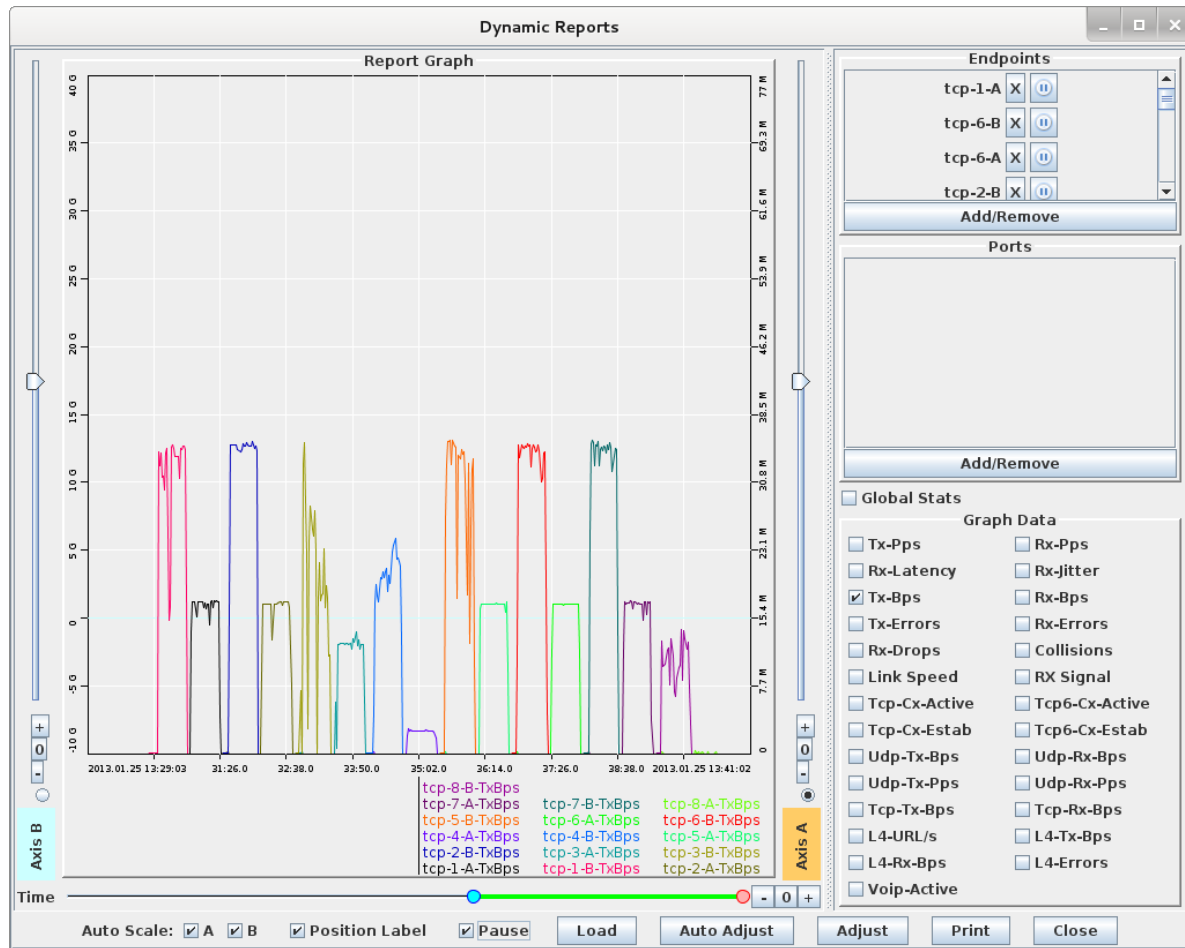 Dynamic Reports
Report Graph
40 G
35 G
30 G
25 G
20 G
15 G
10 G
5 G
0
-5 G
-10 G
77 M
69.3 M
61.6 M
53.9 M
46.2 M
38.5 M
30.8 M
23.1 M
15.4 M
7.7 M
0
2013.01.25 13:29:03 31:26.0 32:38.0 33:50.0 35:02.0 36:14.0 37:26.0 38:38.0 2013.01.25 13:41:02
tcp-8-B-TxBps
tcp-7-A-TxBps tcp-7-B-TxBps tcp-8-A-TxBps
tcp-5-B-TxBps tcp-6-A-TxBps tcp-6-B-TxBps
tcp-4-A-TxBps tcp-4-B-TxBps tcp-5-A-TxBps
tcp-2-B-TxBps tcp-3-A-TxBps tcp-3-B-TxBps
tcp-1-A-TxBps tcp-1-B-TxBps tcp-2-A-TxBps
+
0
-
Axis B
+
0
-
Axis A
Time - 0 +
Endpoints
tcp-1-A X
tcp-6-B X
tcp-6-A X
tcp-2-B X
Add/Remove
Ports
Add/Remove
Global Stats
Graph Data
Tx-Pps Rx-Pps
Rx-Latency Rx-Jitter
Tx-Bps Rx-Bps
Tx-Errors Rx-Errors
Rx-Drops Collisions
Link Speed RX Signal
Tcp-Cx-Active Tcp6-Cx-Active
Tcp-Cx-Estab Tcp6-Cx-Estab
Udp-Tx-Bps Udp-Rx-Bps
Udp-Tx-Pps Udp-Rx-Pps
Tcp-Tx-Bps Tcp-Rx-Bps
L4-URL/s L4-Tx-Bps
L4-Rx-Bps L4-Errors
Voip-Active
Auto Scale: A B Position Label Pause Load Auto Adjust Adjust Print Close